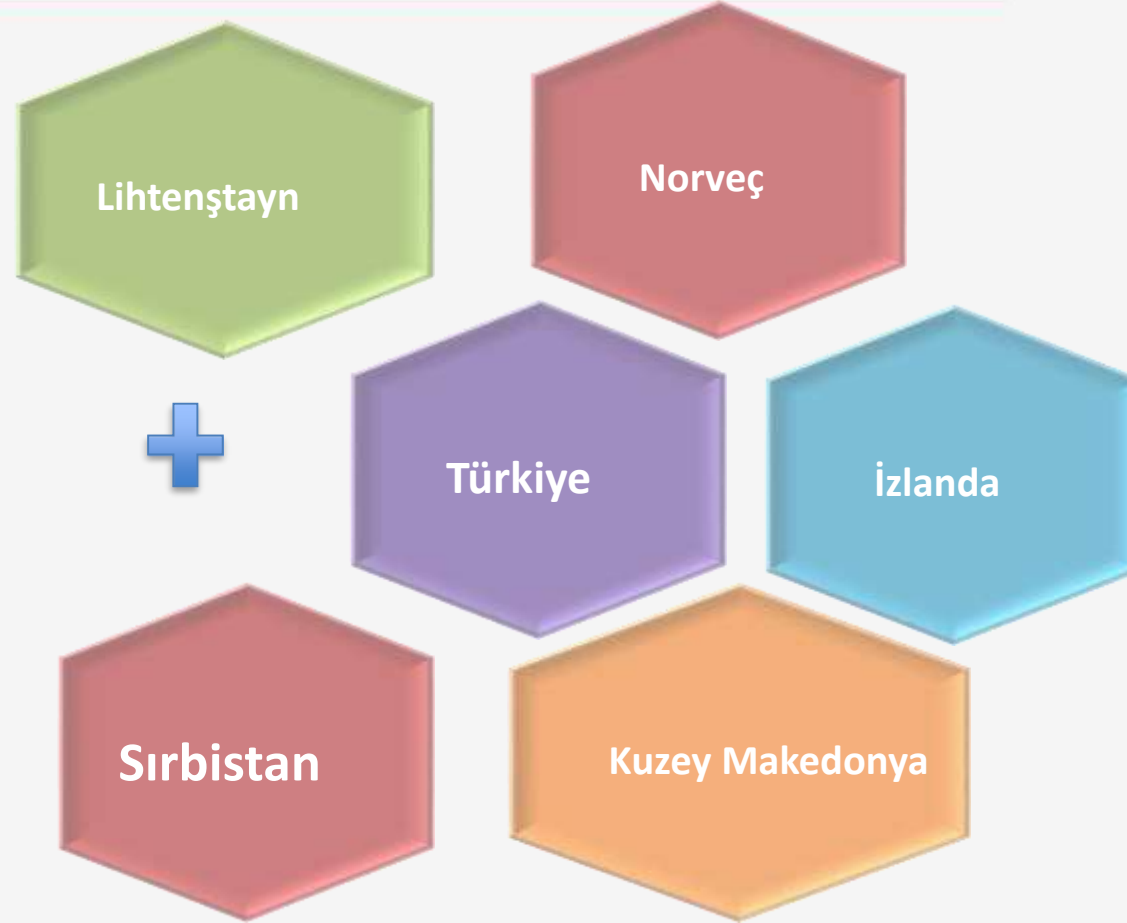 Lihtenştayn
Norveç
Türkiye
İzlanda
Sırbistan
Kuzey Makedonya